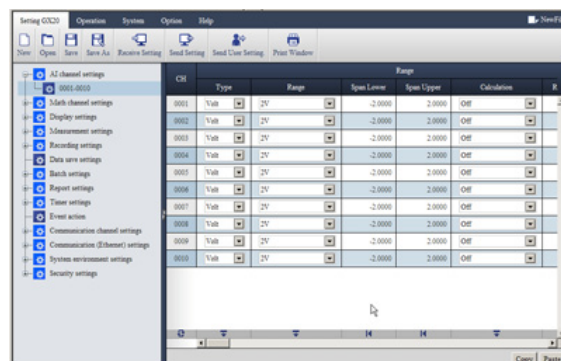 Setting GX20 Operation System Option Help NewFil
New Open Save Save As Receive Setting Send Setting Send User Setting Print Window
AI channel settings
0001-0010
Math channel settings
Display settings
Measurement settings
Recording settings
Data save settings
Batch settings
Report settings
Timer settings
Event action
Communication channel settings
Communication (Ethernet) settings
System environment settings
Security settings
CH Range
Type Range Span Lower Span Upper Calculation R
0001 Volt 2V -2.0000 2.0000 Off
0002 Volt 2V -2.0000 2.0000 Off
0003 Volt 2V -2.0000 2.0000 Off
0004 Volt 2V -2.0000 2.0000 Off
0005 Volt 2V -2.0000 2.0000 Off
0006 Volt 2V -2.0000 2.0000 Off
0007 Volt 2V -2.0000 2.0000 Off
0008 Volt 2V -2.0000 2.0000 Off
0009 Volt 2V -2.0000 2.0000 Off
0010 Volt 2V -2.0000 2.0000 Off
Copy Paste